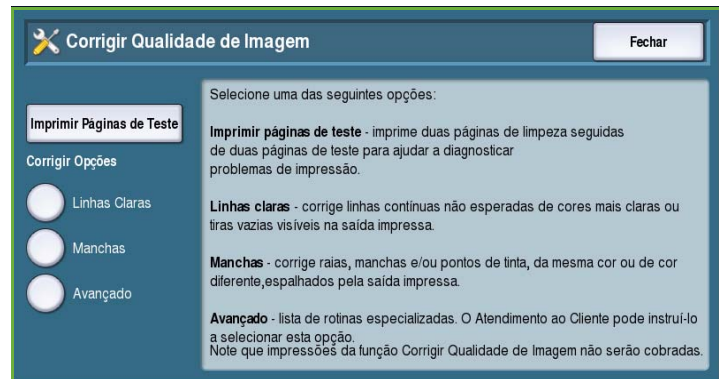 Corrigir Qualidade de Imagem
Fechar
Imprimir Páginas de Teste
Corrigir Opções
Linhas Claras
Manchas
Avançado
Selecione uma das seguintes opções:
Imprimir páginas de teste - imprime duas páginas de limpeza seguidas
de duas páginas de teste para ajudar a diagnosticar
problemas de impressão.
Linhas claras - corrige linhas contínuas não esperadas de cores mais claras ou
tiras vazias visíveis na saída impressa.
Manchas - corrige raias, manchas e/ou pontos de tinta, da mesma cor ou de cor
diferente,espalhados pela saída impressa.
Avançado - lista de rotinas especializadas. O Atendimento ao Cliente pode instruí-lo
a selecionar esta opção.
Note que impressões da função Corrigir Qualidade de Imagem não serão cobradas.